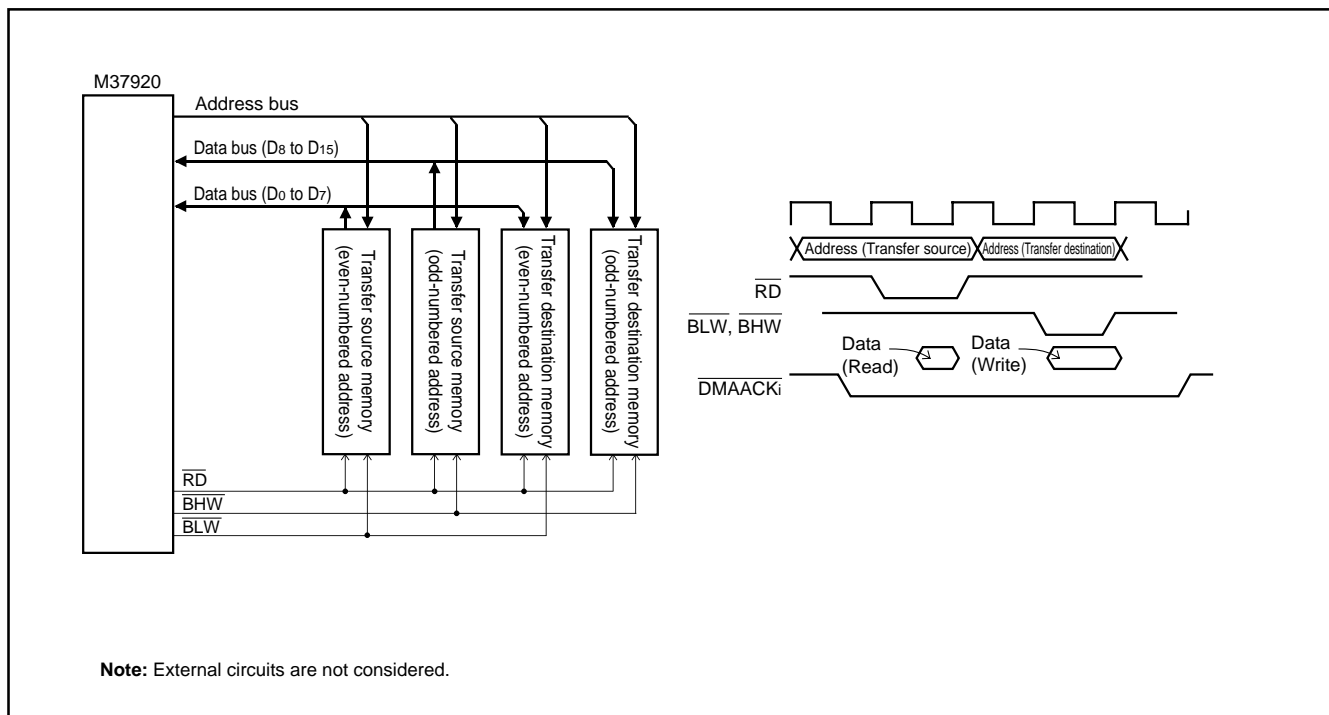 M37920
Address bus
Data bus (D8 to D15)
Data bus (D0 to D7)
Transfer source memory
(even-numbered address)
Transfer source memory
(odd-numbered address)
Transfer destination memory
(even-numbered address)
Transfer destination memory
(odd-numbered address)
RD
BHW
BLW
Address (Transfer source)
Address (Transfer destination)
RD
BLW, BHW
Data
(Read)
Data
(Write)
DMAACKi
Note: External circuits are not considered.